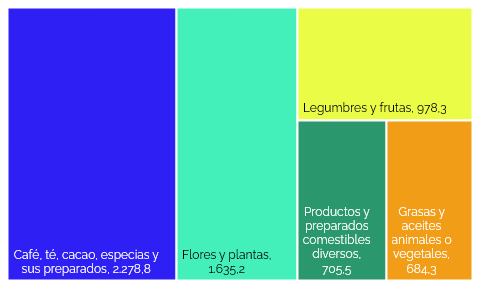 Café, té, cacao, especias y
sus preparados, 2.278,8
Flores y plantas,
1.635,2
Legumbres y frutas, 978,3
Productos y
preparados
comestibles
diversos,
705,5
Grasas y
aceites
animales o
vegetales,
684,3